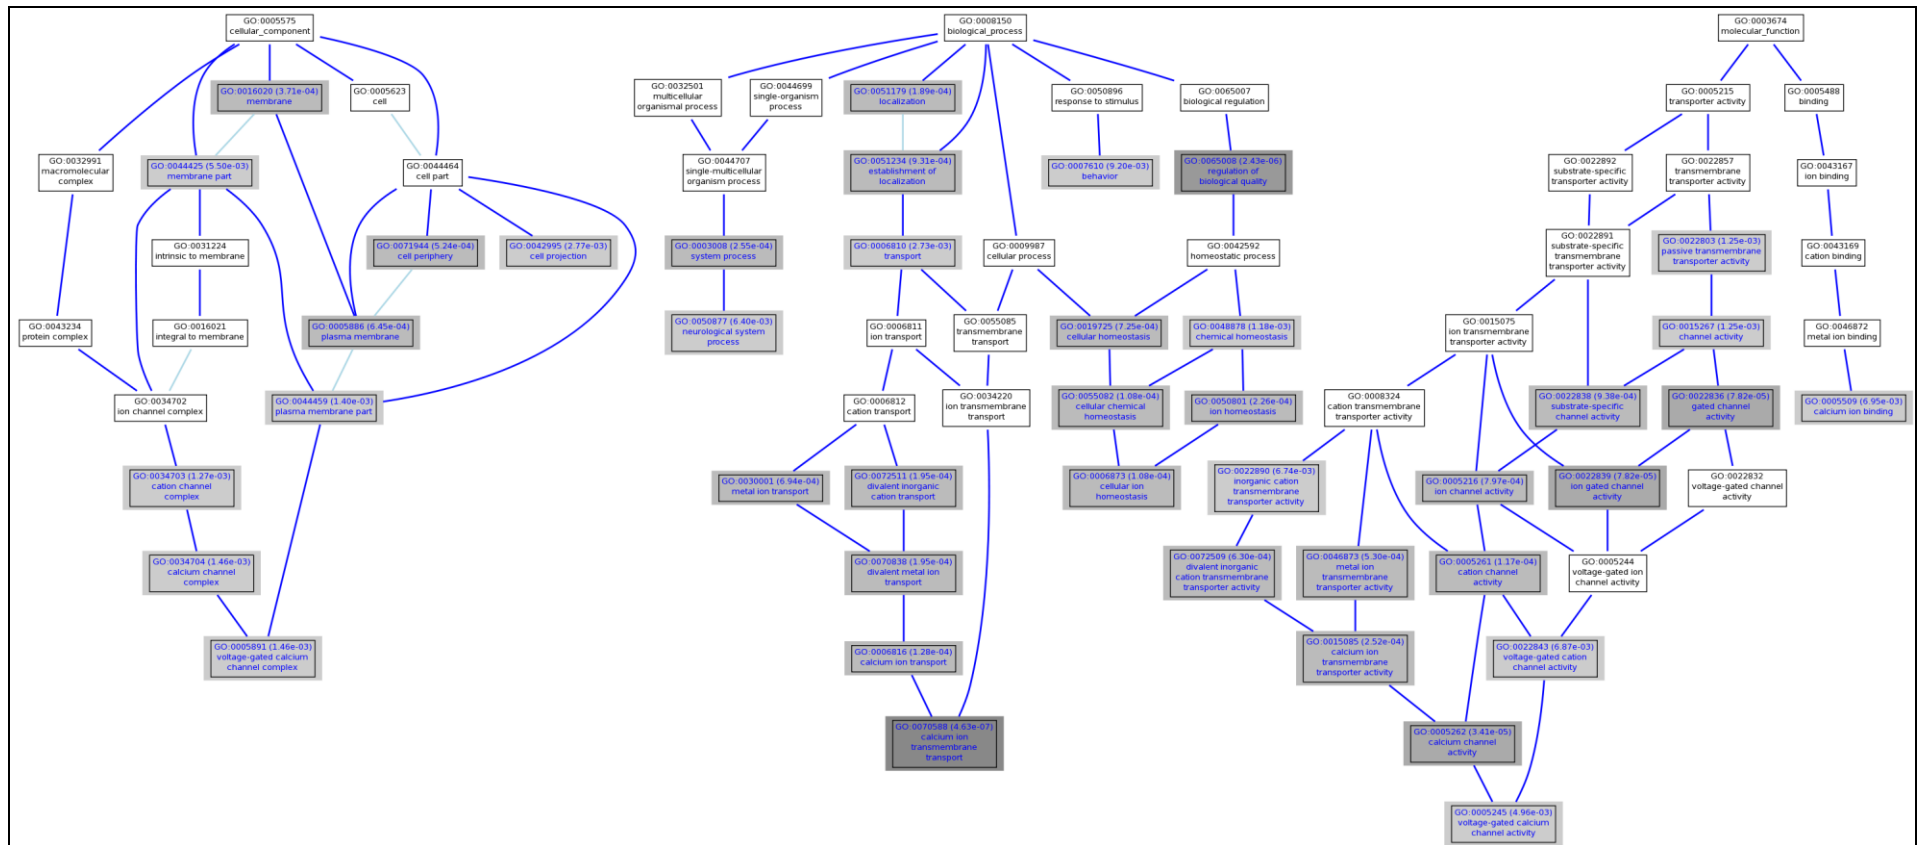 GO:0005575
cellular_component
GO:0008150
biological_process
GO:0003674
molecular_function
GO:0016020 (3.71e-04)
membrane
GO:0005623
cell
GO:0032501
multicellular
organismal process
GO:0044699
single-organism
process
GO:0051179 (1.89e-04)
localization
GO:0050896
response to stimulus
GO:0065007
biological regulation
GO:0005215
transporter activity
GO:0005488
binding
GO:0032991
macromolecular
complex
GO:0044425 (5.50e-03)
membrane part
GO:0044464
cell part
GO:0044707
single-multicellular
organism process
GO:0051234 (9.31e-04)
establishment of
localization
GO:0007610 (9.20e-03)
behavior
GO:0065008 (2.43e-06)
regulation of
biological quality
GO:0022892
substrate-specific
transporter activity
GO:0022857
transmembrane
transporter activity
GO:0043167
ion binding
GO:0031224
intrinsic to membrane
GO:0071944 (5.24e-04)
cell periphery
GO:0042995 (2.77e-03)
cell projection
GO:0003008 (2.55e-04)
system process
GO:0006810 (2.73e-03)
transport
GO:0009987
cellular process
GO:0042592
homeostatic process
GO:0022891
substrate-specific
transmembrane
transporter activity
GO:0022803 (1.25e-03)
passive transmembrane
transporter activity
GO:0043169
cation binding
GO:0043234
protein complex
GO:0016021
integral to membrane
GO:0005886 (6.45e-04)
plasma membrane
GO:0050877 (6.40e-03)
neurological system
process
GO:0006811
ion transport
GO:0055085
transmembrane
transport
GO:0019725 (7.25e-04)
cellular homeostasis
GO:0048878 (1.18e-03)
chemical homeostasis
GO:0015075
ion transmembrane
transporter activity
GO:0015267 (1.25e-03)
channel activity
GO:0046872
metal ion binding
GO:0034702
ion channel complex
GO:0044459 (1.40e-03)
plasma membrane part
GO:0006812
cation transport
GO:0034220
ion transmembrane
transport
GO:0055082 (1.08e-04)
cellular chemical
homeostasis
GO:0050801 (2.26e-04)
ion homeostasis
GO:0008324
cation transmembrane
transporter activity
GO:0022838 (9.38e-04)
substrate-specific
channel activity
GO:0022836 (7.82e-05)
gated channel
activity
GO:0005509 (6.95e-03)
calcium ion binding
GO:0034703 (1.27e-03)
cation channel
complex
GO:0030001 (6.94e-04)
metal ion transport
GO:0072511 (1.95e-04)
divalent inorganic
cation transport
GO:0006873 (1.08e-04)
cellular ion
homeostasis
GO:0022890 (6.74e-03)
inorganic cation
transmembrane
transporter activity
GO:0005216 (7.97e-04)
ion channel activity
GO:0022839 (7.82e-05)
ion gated channel
activity
GO:0022832
voltage-gated channel
activity
GO:0034704 (1.46e-03)
calcium channel
complex
GO:0070838 (1.95e-04)
divalent metal ion
transport
GO:0072509 (6.30e-04)
divalent inorganic
cation transmembrane
transporter activity
GO:0046873 (5.30e-04)
metal ion
transmembrane
transporter activity
GO:0005261 (1.17e-04)
cation channel
activity
GO:0005244
voltage-gated ion
channel activity
GO:0005891 (1.46e-03)
voltage-gated calcium
channel complex
GO:0006816 (1.28e-04)
calcium ion transport
GO:0015085 (2.52e-04)
calcium ion
transmembrane
transporter activity
GO:0022843 (6.87e-03)
voltage-gated cation
channel activity
GO:0070588 (4.63e-07)
calcium ion
transmembrane
transport
GO:0005262 (3.41e-05)
calcium channel
activity
GO:0005245 (4.96e-03)
voltage-gated calcium
channel activity